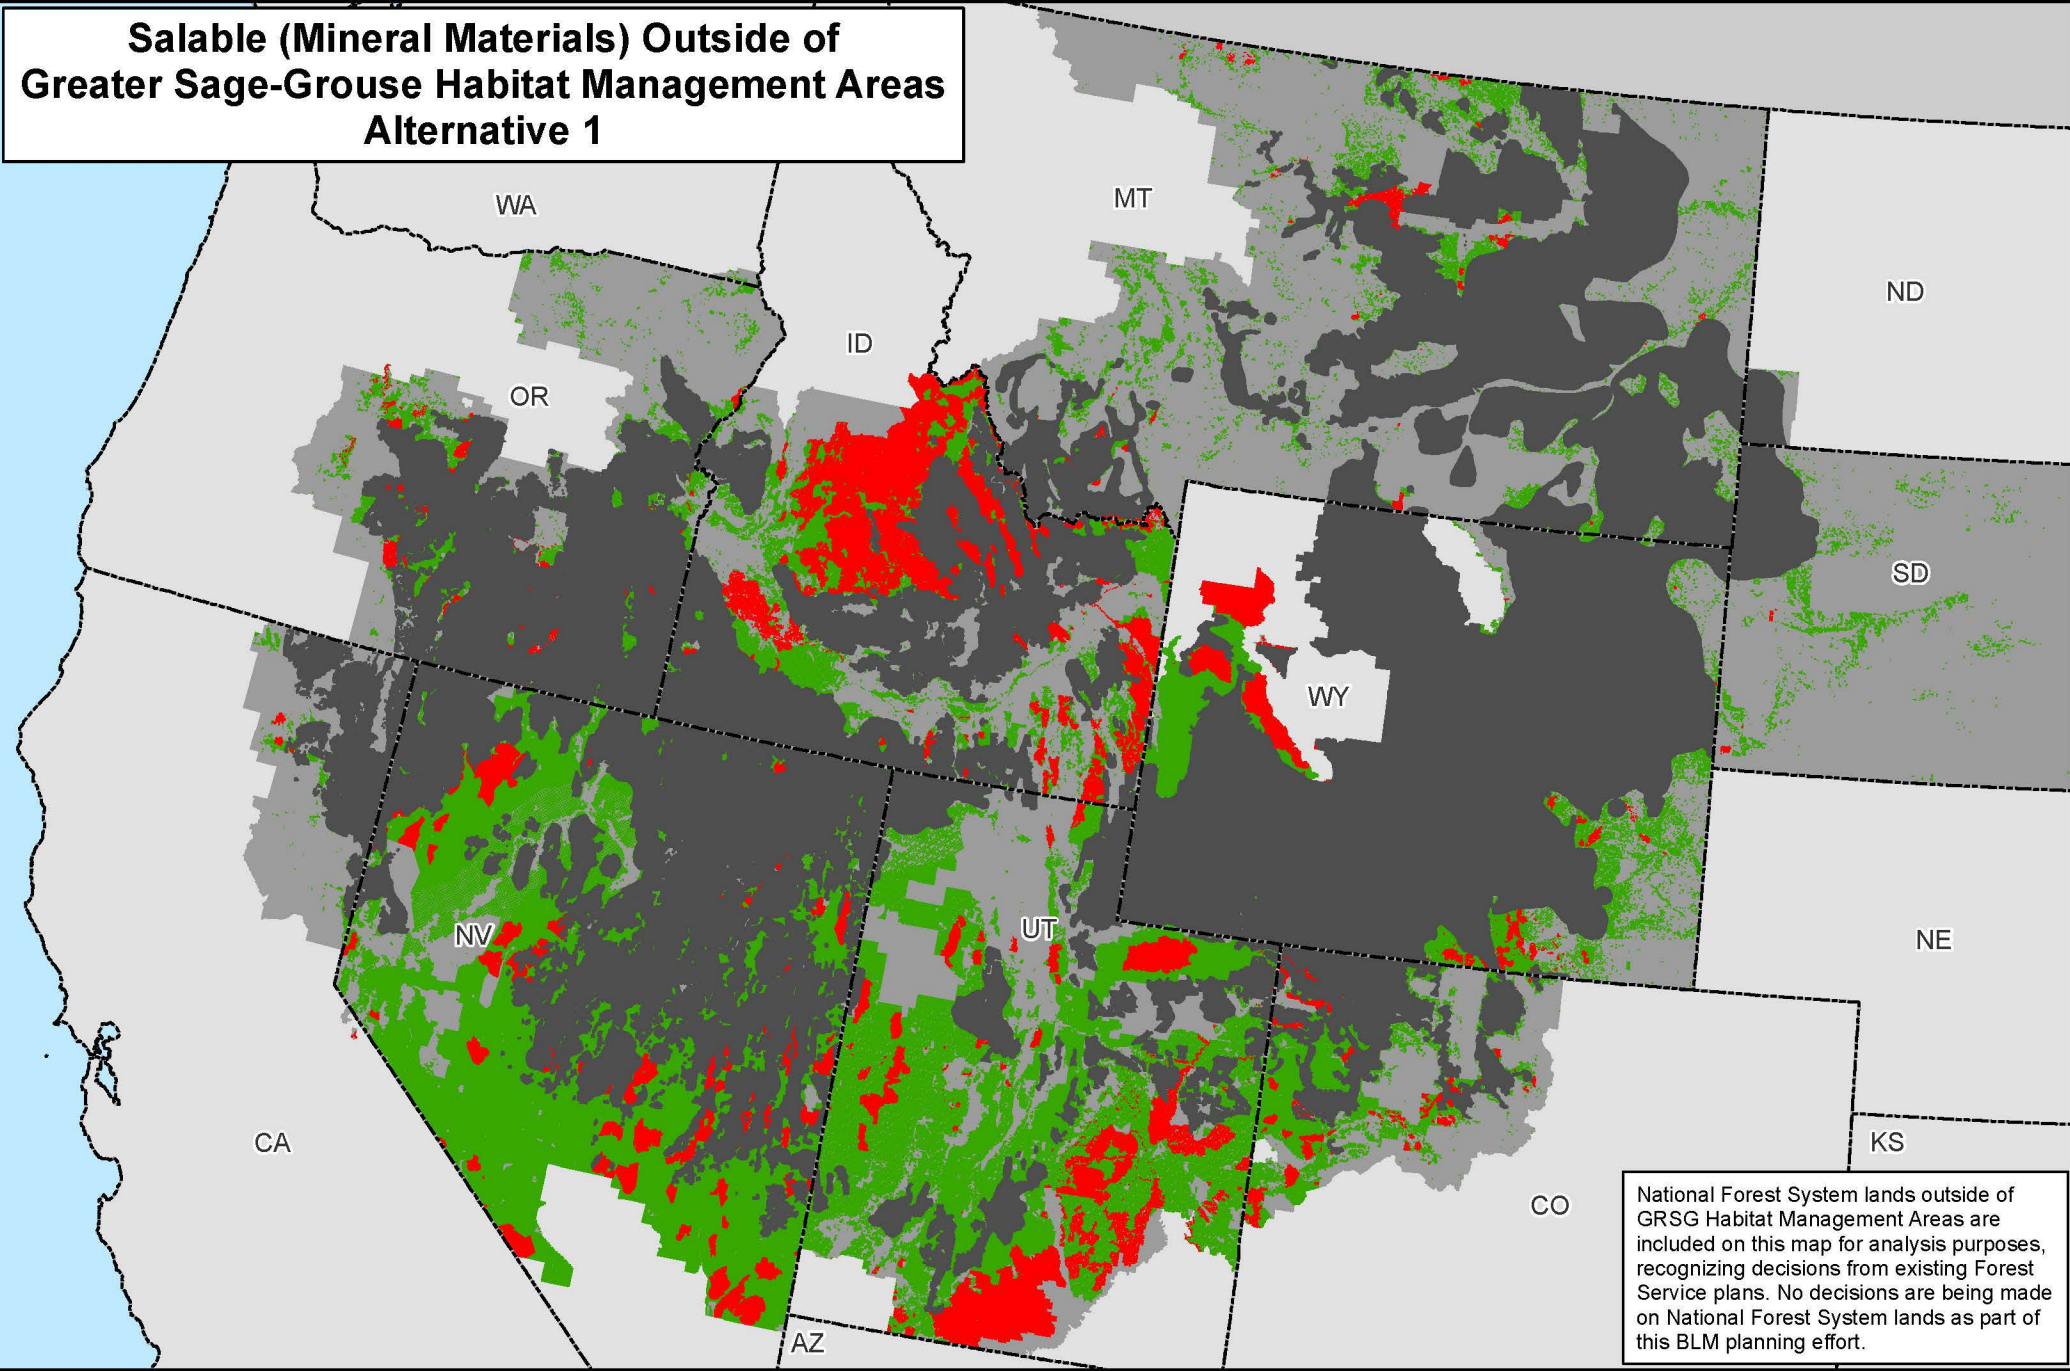 Salable (Mineral Materials) Outside of
Greater Sage-Grouse Habitat Management Areas
Alternative 1
WA
MT
ND
ID
OR
SD
WY
NV
UT
NE
CA
KS
CO
AZ
National Forest System lands outside of
GRSG Habitat Management Areas are
included on this map for analysis purposes,
recognizing decisions from existing Forest
Service plans. No decisions are being made
on National Forest System lands as part of
this BLM planning effort.